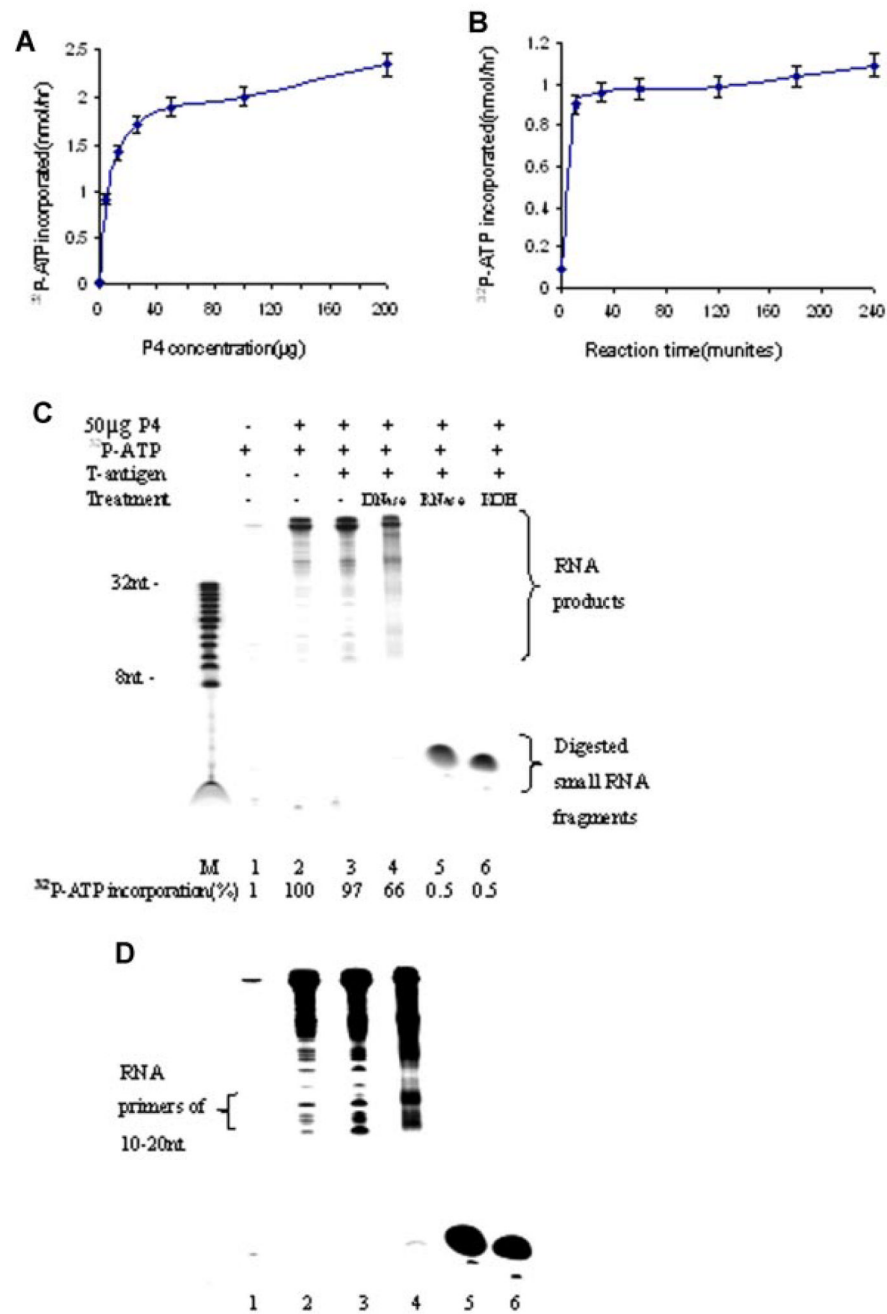 A
³²P-ATP incorporated(nmol/hr)
2.5
2
1.5
1
0.5
0
0 40 80 120 160 200
P4 concentration(µg)
B
³²P-ATP incorporated(nmol/hr)
1.2
1
0.8
0.6
0.4
0.2
0
0 40 80 120 160 200 240
Reaction time(munites)
C
50µg P4 - + + + + +
³²P-ATP + + + + + +
T-antigen - - + + + +
Treatment - - - DNase RNase KOH
32nt -
8nt -
RNA
products
Digested
small RNA
fragments
M 1 2 3 4 5 6
³²P-ATP incorporation(%) 1 100 97 66 0.5 0.5
D
RNA
primers of
10-20nt
1 2 3 4 5 6